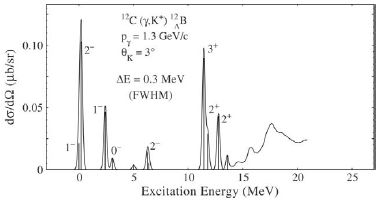 ¹²C (γ,K⁺) ¹²ΛB
pγ = 1.3 GeV/c
θK = 3°
ΔE = 0.3 MeV
(FWHM)
dσ/dΩ (μb/sr)
0.10
0.05
0
2⁻
1⁻
1⁻
0⁻
2⁻
3⁺
2⁺
2⁺
0 5 10 15 20 25
Excitation Energy (MeV)